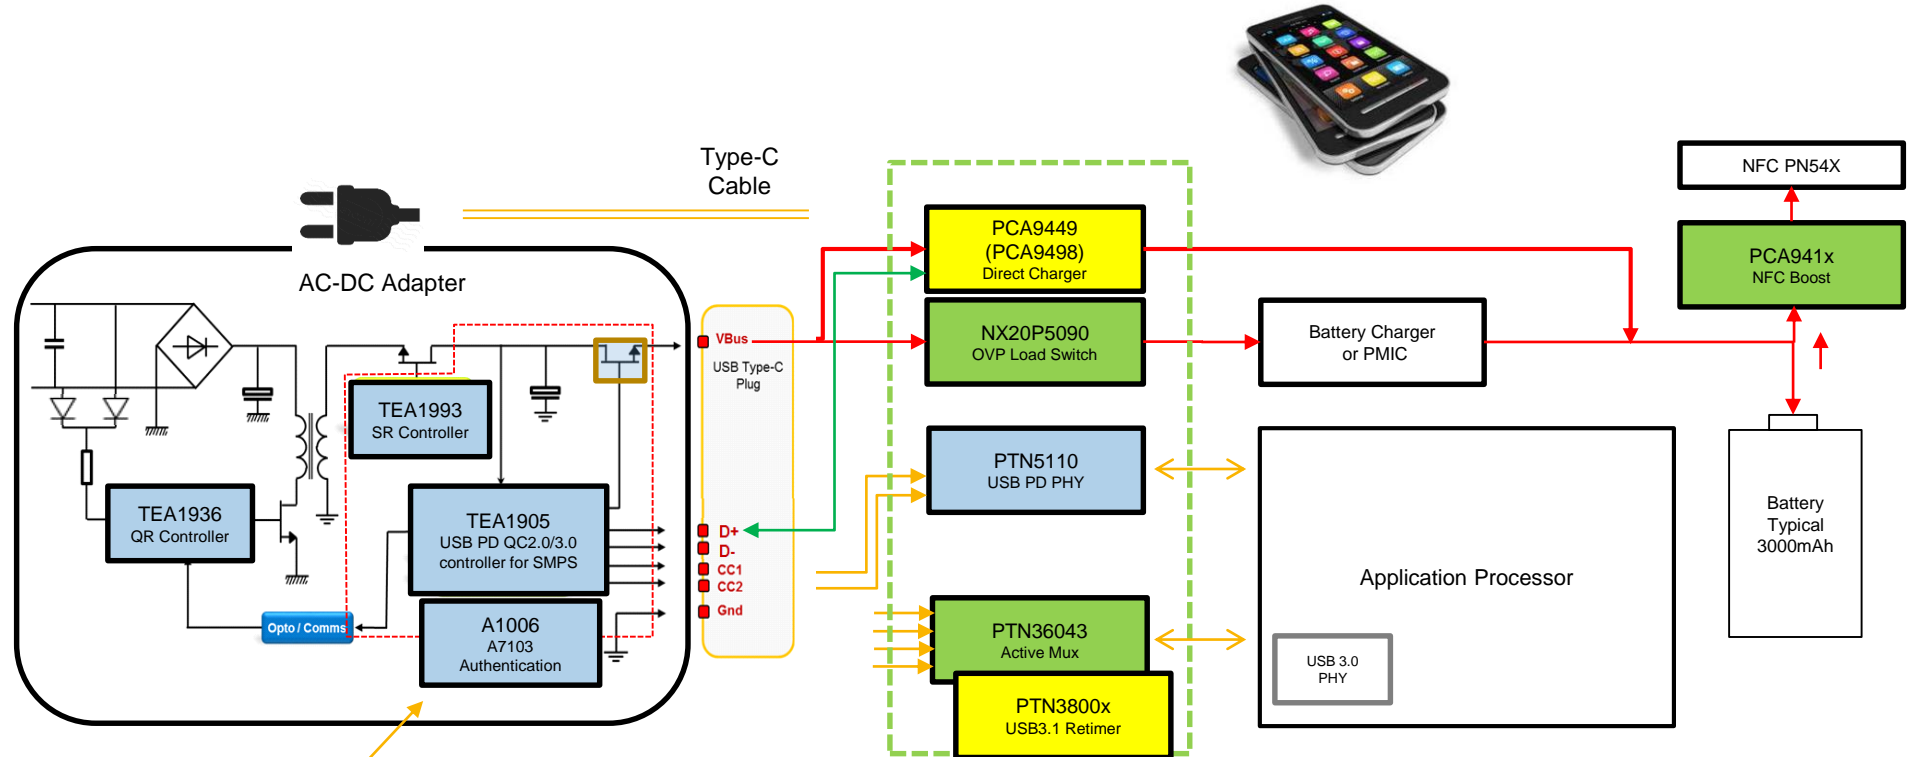 Type-C
Cable
AC-DC Adapter
TEA1993
SR Controller
TEA1936
QR Controller
TEA1905
USB PD QC2.0/3.0
controller for SMPS
Opto / Comms
A1006
A7103
Authentication
VBus
USB Type-C
Plug
D+
D-
CC1
CC2
Gnd
PCA9449
(PCA9498)
Direct Charger
NX20P5090
OVP Load Switch
PTN5110
USB PD PHY
PTN36043
Active Mux
PTN3800x
USB3.1 Retimer
Battery Charger
or PMIC
Application Processor
USB 3.0
PHY
NFC PN54X
PCA941x
NFC Boost
Battery
Typical
3000mAh